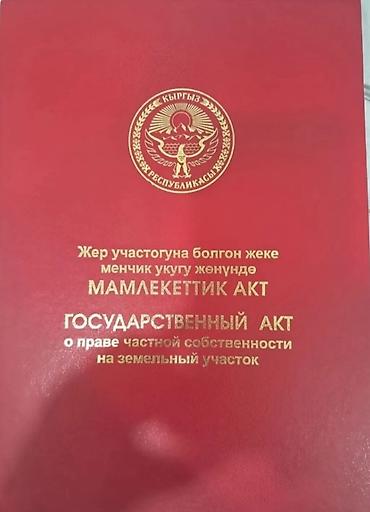 КЫРГЫЗ
РЕСПУБЛИКАСЫ
Жер участогуна болгон жеке
менчик укугу жөнүндө
МАМЛЕКЕТТИК АКТ
ГОСУДАРСТВЕННЫЙ АКТ
о праве частной собственности
на земельный участок